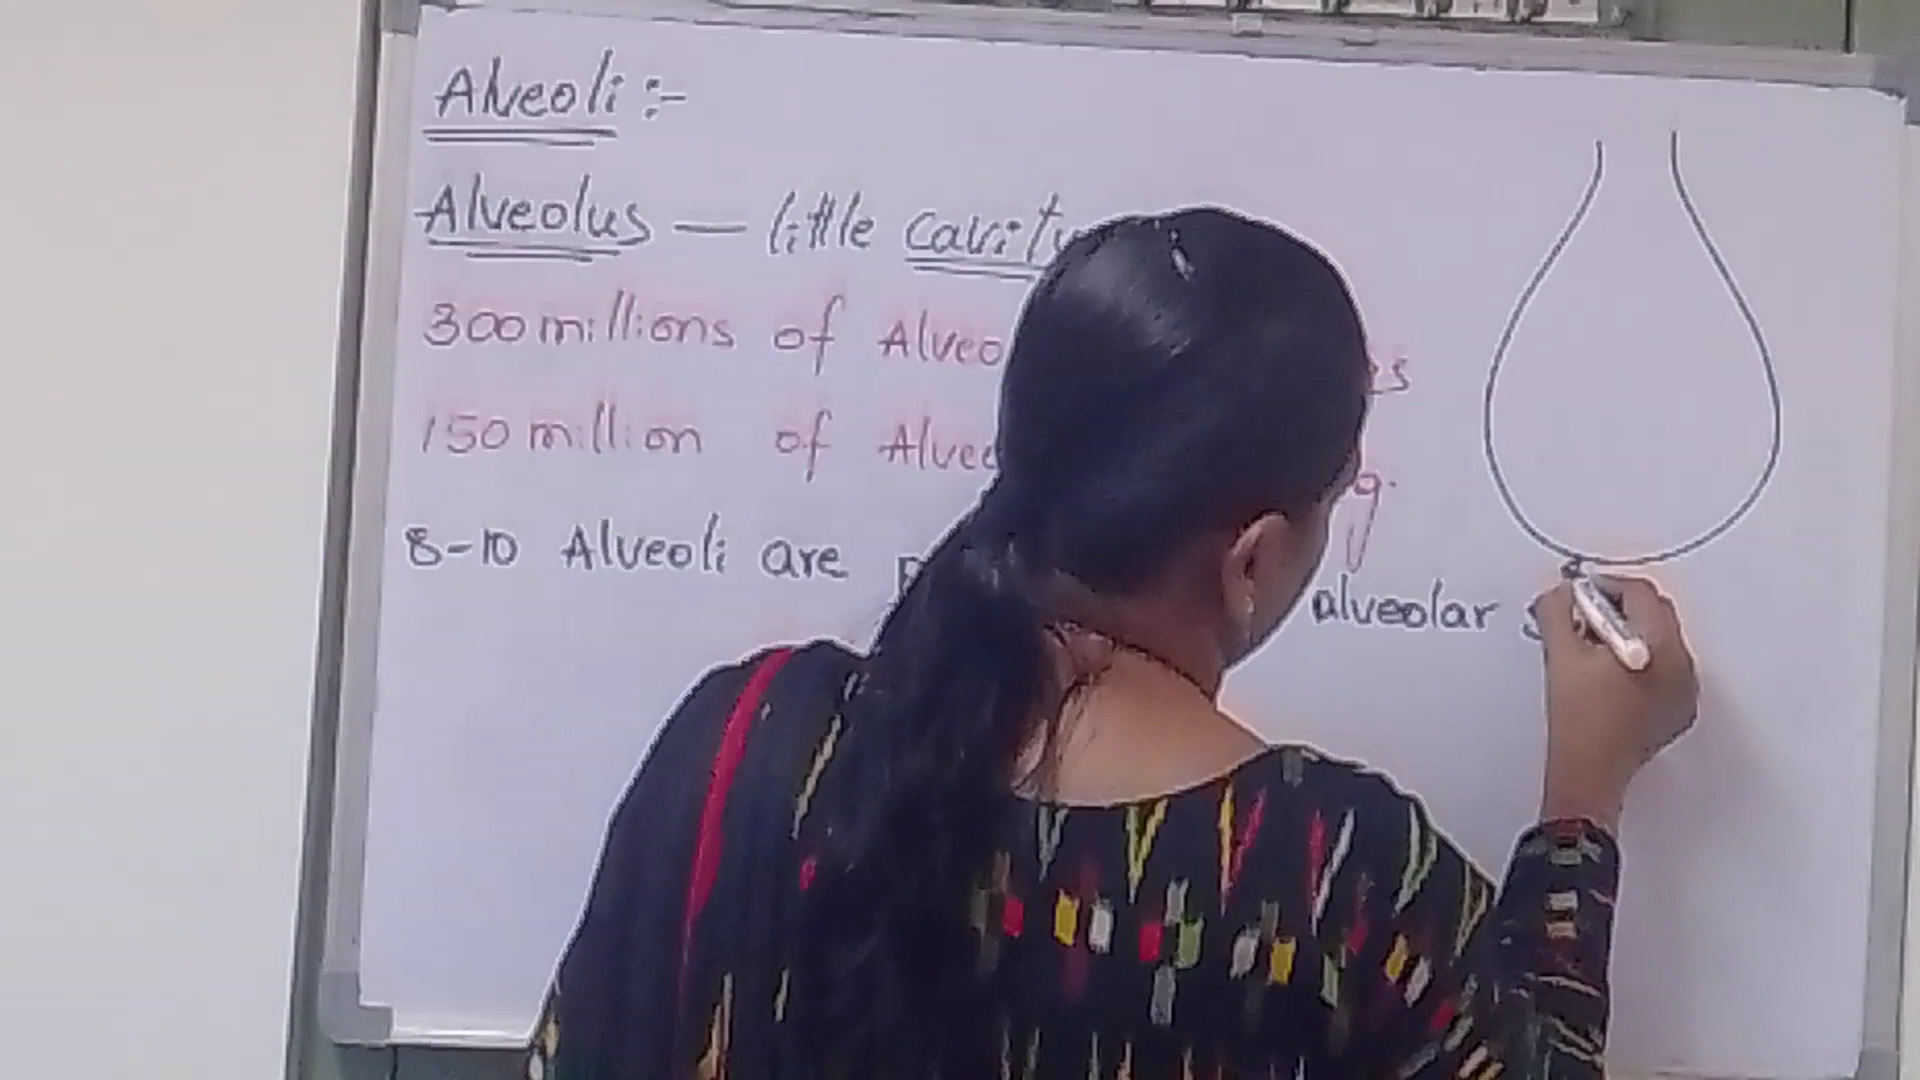 Alveoli :-
Alveolus — little cavity
300 millions of Alveo
150 million of Alveo
8-10 Alveoli are alveolar